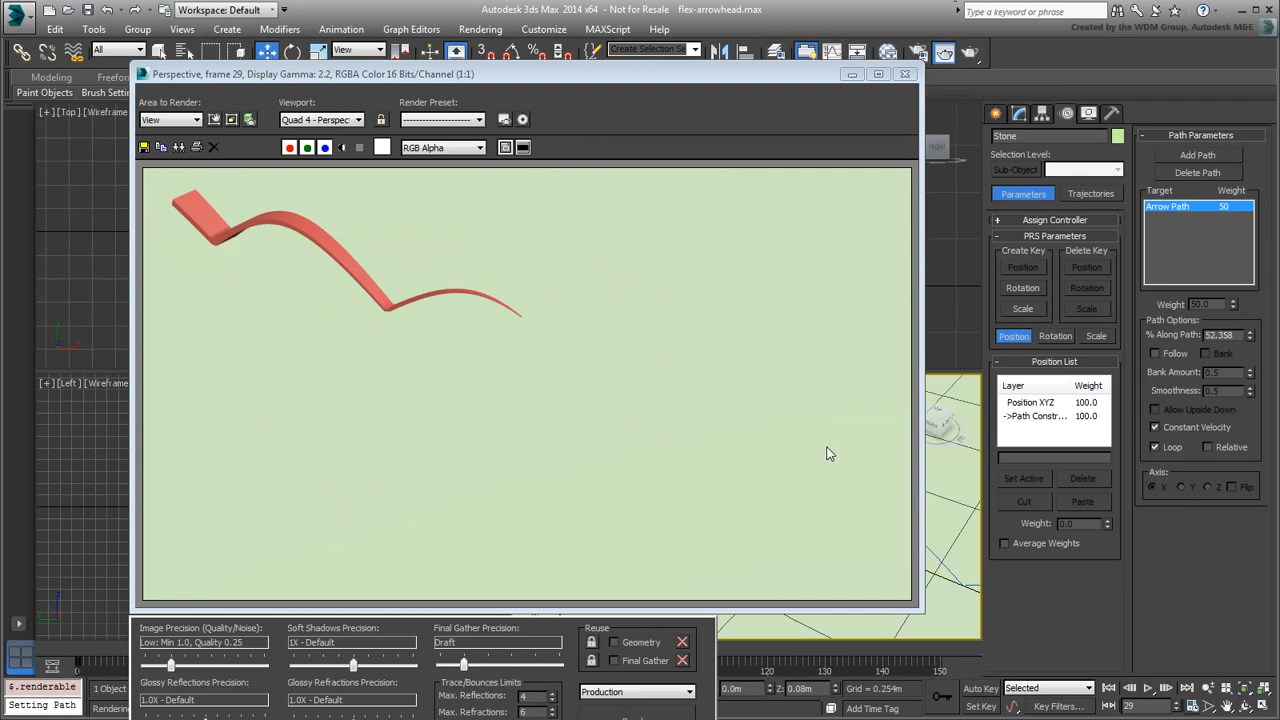 Workspace: Default
Autodesk 3ds Max 2014 x64 - Not for Resale flex-arrowhead.max
Type a keyword or phrase
Edit Tools Group Views Create Modifiers Animation Graph Editors Rendering Customize MAXScript Help
Created by the WDM Group, Autodesk M&E
All View Create Selection Se
Modeling
Paint Objects Brush Settin
Perspective, frame 29, Display Gamma: 2.2, RGBA Color 16 Bits/Channel (1:1)
Area to Render: Viewport: Render Preset:
View Quad 4 - Perspec
RGB Alpha
[+] [Top] [Wirefram
[+] [Left] [Wirefram
FRONT
Stone
Selection Level:
Sub-Object
Parameters Trajectories
+ Assign Controller
- PRS Parameters
Create Key Delete Key
Position Position
Rotation Rotation
Scale Scale
Position Rotation Scale
- Position List
Layer Weight
Position XYZ 100.0
->Path Constr... 100.0
Set Active Delete
Cut Paste
Weight: 0.0
Average Weights
- Path Parameters
Add Path
Delete Path
Target Weight
Arrow Path 50
Weight 50.0
Path Options:
% Along Path: 52.358
Follow Bank
Bank Amount: 0.5
Smoothness: 0.5
Allow Upside Down
Constant Velocity
Loop Relative
Axis:
X Y Z Flip
Image Precision (Quality/Noise): Soft Shadows Precision: Final Gather Precision: Reuse
Low: Min 1.0, Quality 0.25 1X - Default Draft Geometry
Final Gather
Glossy Reflections Precision: Glossy Refractions Precision: Trace/Bounces Limits
1.0X - Default 1.0X - Default Max. Reflections: 4 Production
Max. Refractions: 6
120 130 140 150
$.renderable 1 Object
Setting Path Rendering
0.0m Z: 0.08m Grid = 0.254m Auto Key Selected
Add Time Tag Set Key Key Filters... 29